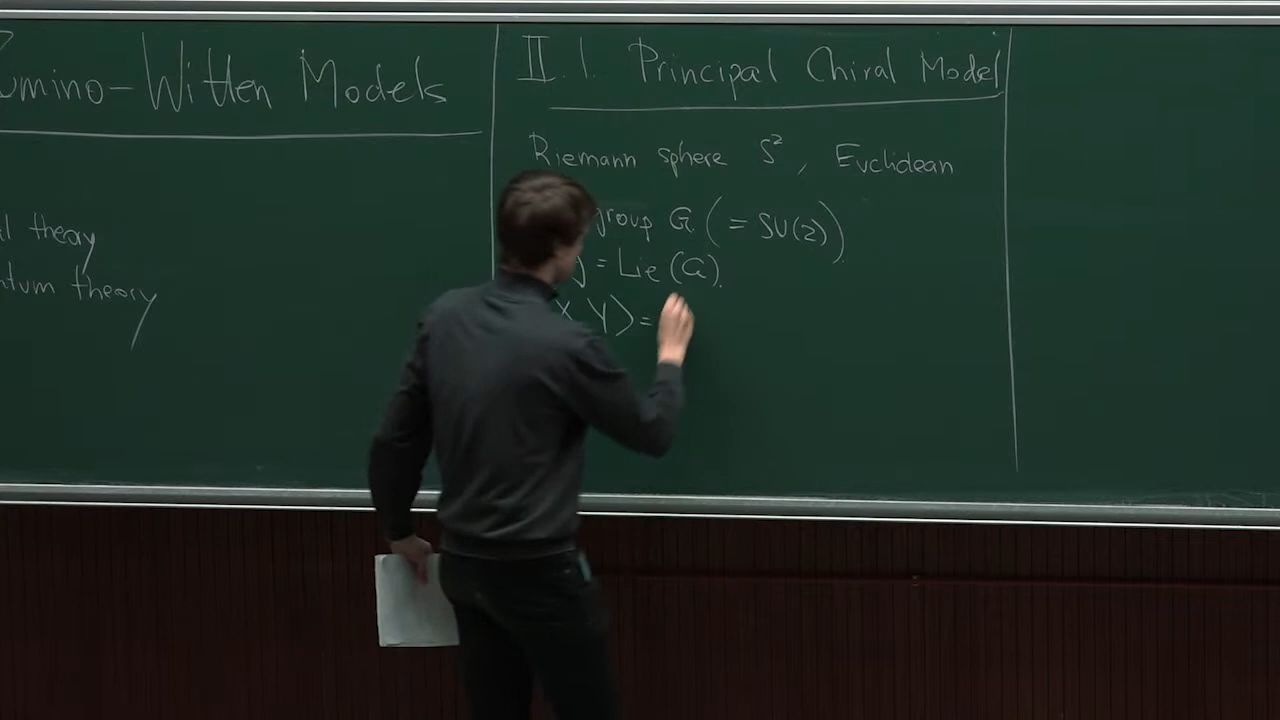 umino-Witten Models
l theory
ntum theory
II.1. Principal Chiral Model
Riemann sphere S², Euclidean
group G (= SU(2))
= Lie (G)
X, Y⟩ =